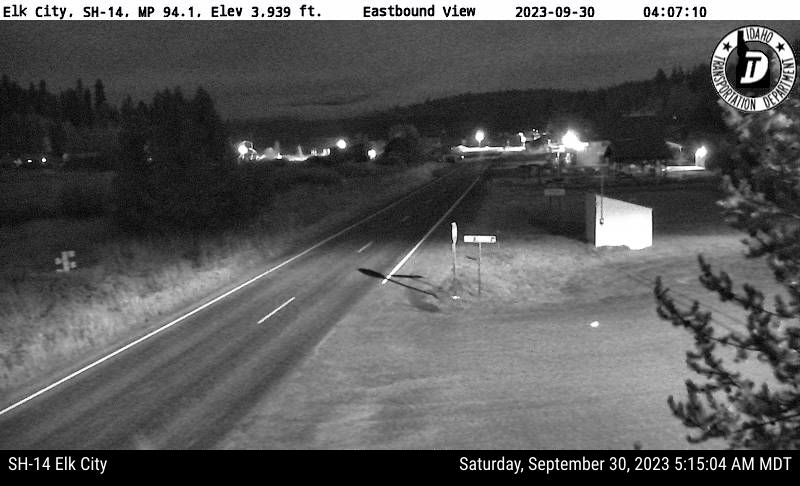 Elk City, SH-14, MP 94.1, Elev 3,939 ft. Eastbound View 2023-09-30 04:07:10
IDAHO
TRANSPORTATION DEPARTMENT
SH-14 Elk City Saturday, September 30, 2023 5:15:04 AM MDT